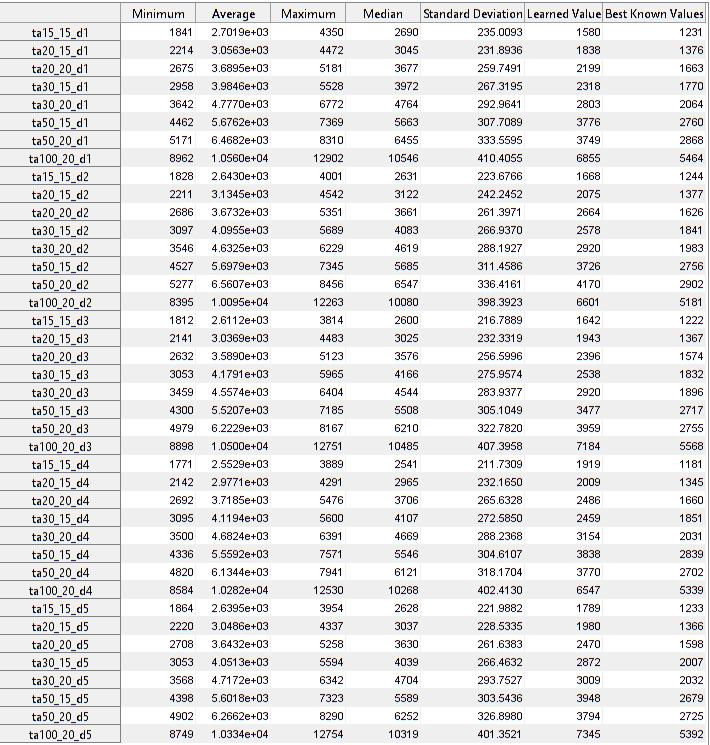 Minimum Average Maximum Median Standard Deviation Learned Value Best Known Values
ta15_15_d1 1841 2.7019e+03 4350 2690 235.0093 1580 1231
ta20_15_d1 2214 3.0563e+03 4472 3045 231.8936 1838 1376
ta20_20_d1 2675 3.6895e+03 5181 3677 259.7491 2199 1663
ta30_15_d1 2958 3.9846e+03 5528 3972 267.3195 2318 1770
ta30_20_d1 3642 4.7770e+03 6772 4764 292.9641 2803 2064
ta50_15_d1 4462 5.6762e+03 7369 5663 307.7089 3776 2760
ta50_20_d1 5171 6.4682e+03 8310 6455 333.5595 3749 2868
ta100_20_d1 8962 1.0560e+04 12902 10546 410.4055 6855 5464
ta15_15_d2 1828 2.6430e+03 4001 2631 223.6766 1668 1244
ta20_15_d2 2211 3.1345e+03 4542 3122 242.2452 2075 1377
ta20_20_d2 2686 3.6732e+03 5351 3661 261.3971 2664 1626
ta30_15_d2 3097 4.0955e+03 5689 4083 266.9370 2578 1841
ta30_20_d2 3546 4.6325e+03 6229 4619 288.1927 2920 1983
ta50_15_d2 4527 5.6979e+03 7345 5685 311.4586 3726 2756
ta50_20_d2 5277 6.5607e+03 8456 6547 336.4161 4170 2902
ta100_20_d2 8395 1.0095e+04 12263 10080 398.3923 6601 5181
ta15_15_d3 1812 2.6112e+03 3814 2600 216.7889 1642 1222
ta20_15_d3 2141 3.0369e+03 4483 3025 232.3319 1943 1367
ta20_20_d3 2632 3.5890e+03 5123 3576 256.5996 2396 1574
ta30_15_d3 3053 4.1791e+03 5965 4166 275.9574 2538 1832
ta30_20_d3 3459 4.5574e+03 6404 4544 283.9377 2920 1896
ta50_15_d3 4300 5.5207e+03 7185 5508 305.1049 3477 2717
ta50_20_d3 4979 6.2229e+03 8167 6210 322.7820 3959 2755
ta100_20_d3 8898 1.0500e+04 12751 10485 407.3958 7184 5568
ta15_15_d4 1771 2.5529e+03 3889 2541 211.7309 1919 1181
ta20_15_d4 2142 2.9771e+03 4291 2965 232.1650 2009 1345
ta20_20_d4 2692 3.7185e+03 5476 3706 265.6328 2486 1660
ta30_15_d4 3095 4.1194e+03 5600 4107 272.5850 2459 1851
ta30_20_d4 3500 4.6824e+03 6391 4669 288.2368 3154 2031
ta50_15_d4 4336 5.5592e+03 7571 5546 304.6107 3838 2839
ta50_20_d4 4820 6.1344e+03 7941 6121 318.1704 3770 2702
ta100_20_d4 8584 1.0282e+04 12530 10268 402.4130 6547 5339
ta15_15_d5 1864 2.6395e+03 3954 2628 221.9882 1789 1233
ta20_15_d5 2220 3.0486e+03 4337 3037 228.5335 1980 1366
ta20_20_d5 2708 3.6432e+03 5258 3630 261.6383 2470 1598
ta30_15_d5 3053 4.0513e+03 5594 4039 266.4632 2872 2007
ta30_20_d5 3568 4.7172e+03 6342 4704 293.7527 3009 2032
ta50_15_d5 4398 5.6018e+03 7323 5589 303.5436 3948 2679
ta50_20_d5 4902 6.2662e+03 8290 6252 326.8980 3794 2725
ta100_20_d5 8749 1.0334e+04 12754 10319 401.3521 7345 5392